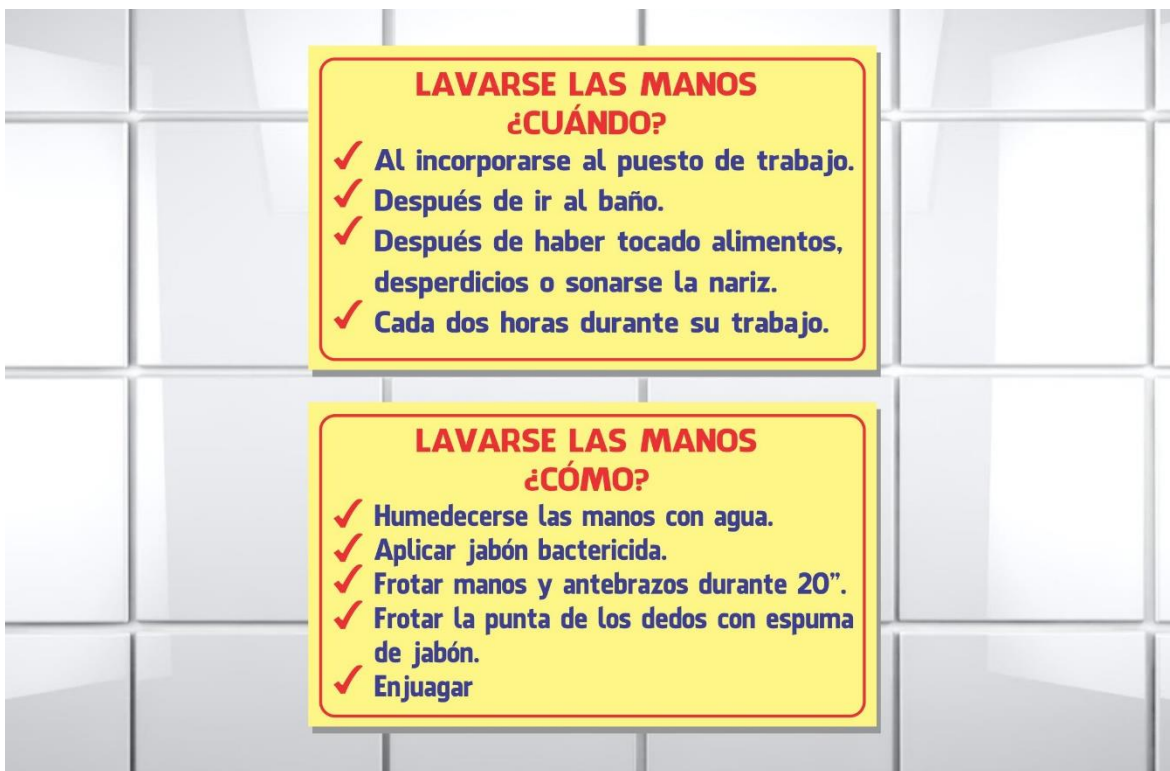 LAVARSE LAS MANOS
¿CUÁNDO?
✓ Al incorporarse al puesto de trabajo.
✓ Después de ir al baño.
✓ Después de haber tocado alimentos,
desperdicios o sonarse la nariz.
✓ Cada dos horas durante su trabajo.
LAVARSE LAS MANOS
¿CÓMO?
✓ Humedecerse las manos con agua.
✓ Aplicar jabón bactericida.
✓ Frotar manos y antebrazos durante 20”.
✓ Frotar la punta de los dedos con espuma
de jabón.
✓ Enjuagar